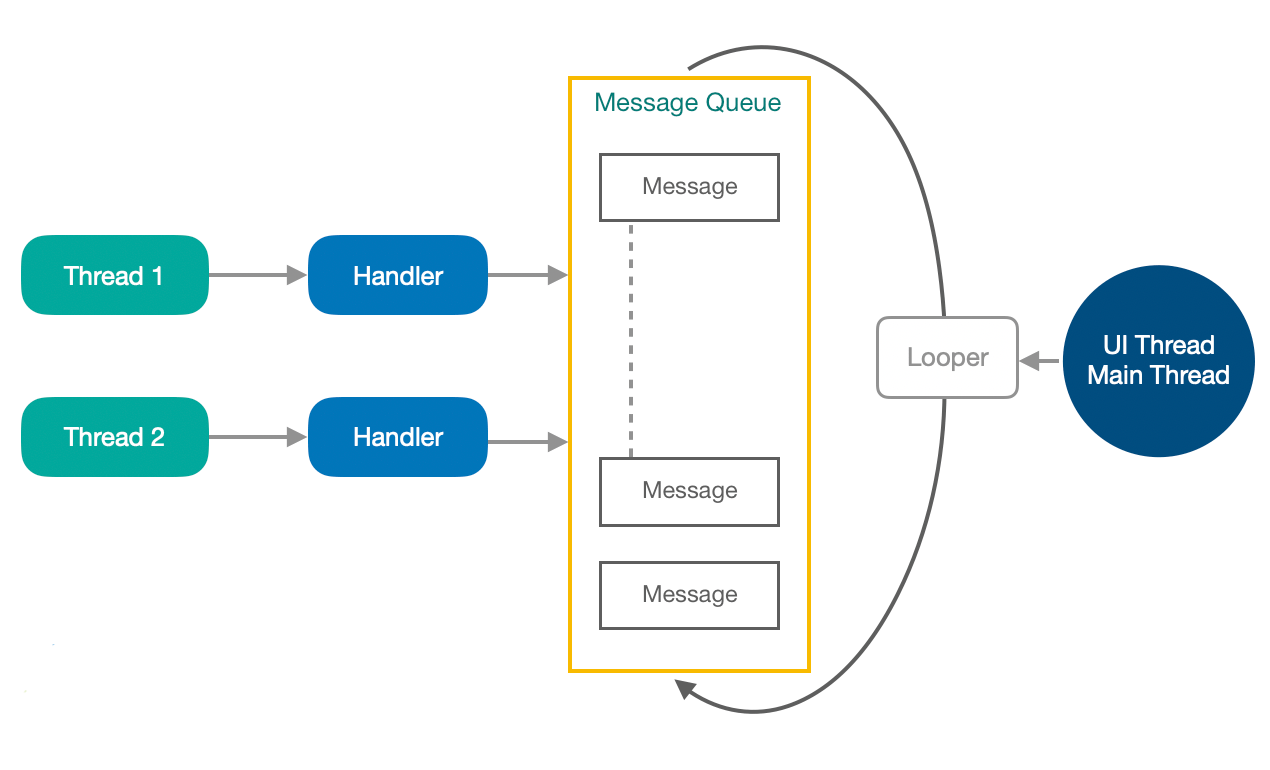 Message Queue
Message
Thread 1
Handler
Looper
UI Thread
Main Thread
Thread 2
Handler
Message
Message